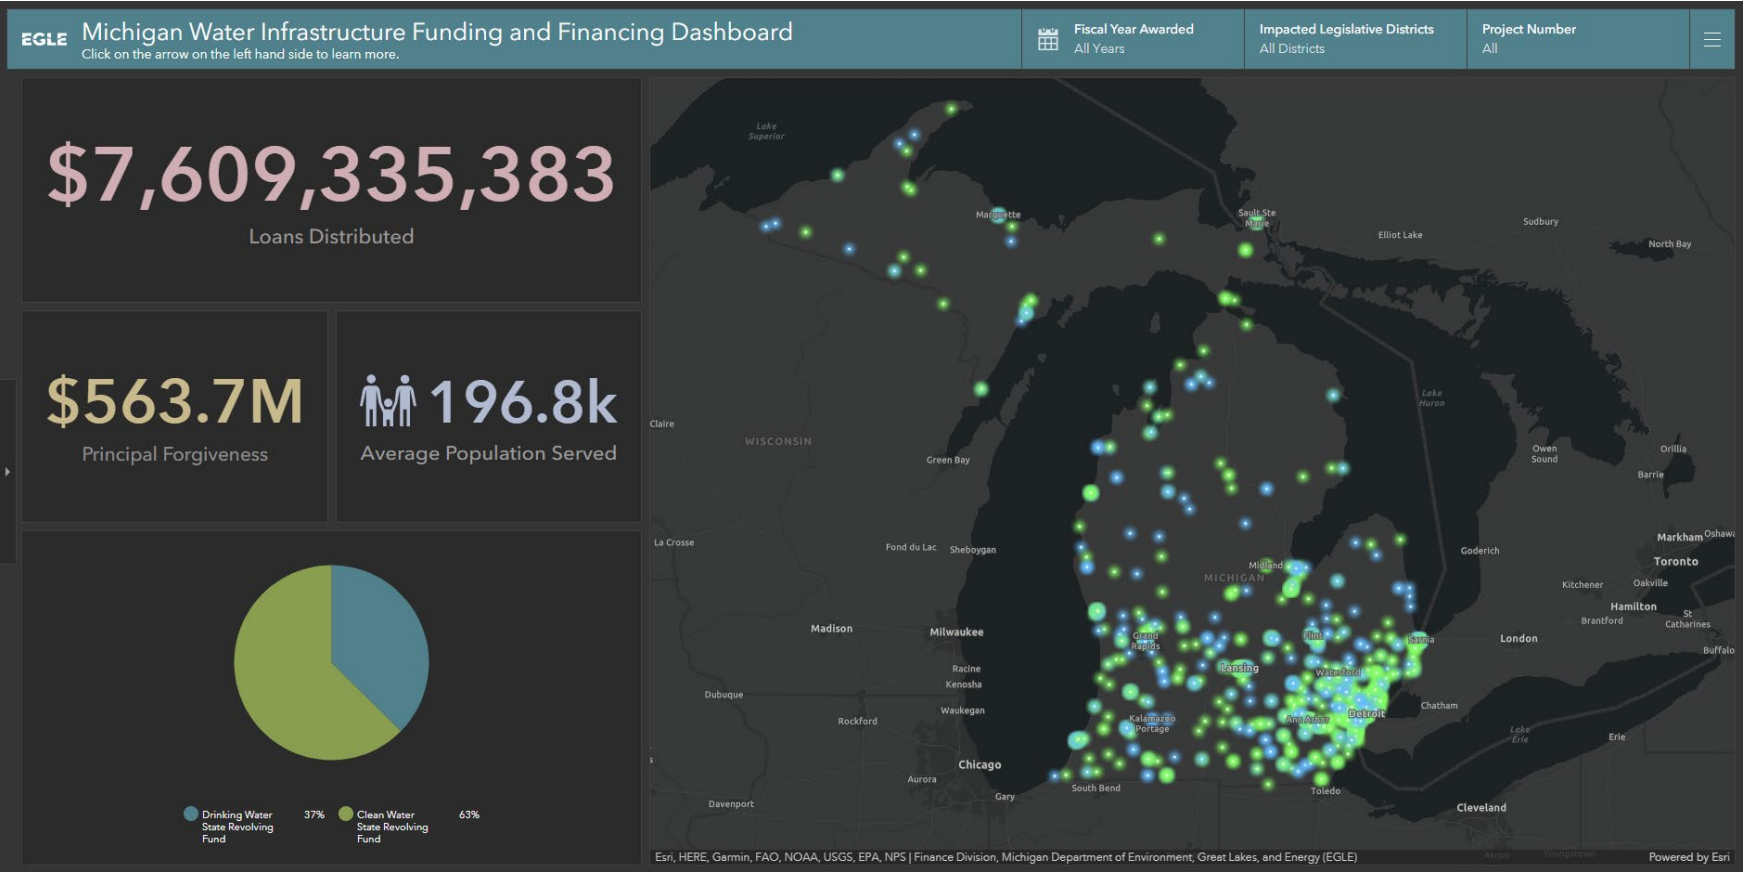 EGLE
Michigan Water Infrastructure Funding and Financing Dashboard
Click on the arrow on the left hand side to learn more.
Fiscal Year Awarded
All Years
Impacted Legislative Districts
All Districts
Project Number
All
$7,609,335,383
Loans Distributed
$563.7M
Principal Forgiveness
196.8k
Average Population Served
Drinking Water
State Revolving
Fund
37%
Clean Water
State Revolving
Fund
63%
Lake
Superior
Marquette
Sault Ste
Marie
Elliot Lake
Sudbury
North Bay
Lake
Huron
Claire
WISCONSIN
Green Bay
Owen
Sound
Orillia
Barrie
La Crosse
Fond du Lac
Sheboygan
Midland
MICHIGAN
Goderich
Markham
Oshawa
Toronto
Kitchener
Oakville
Hamilton
Brantford
St
Catharines
Madison
Milwaukee
Grand
Rapids
Flint
Sarnia
London
Buffalo
Racine
Kenosha
Lansing
Waterford
Dubuque
Waukegan
Rockford
Kalamazoo
Portage
Ann Arbor
Detroit
Chatham
Lake
Erie
Erie
Chicago
Aurora
Gary
South Bend
Toledo
Davenport
Cleveland
Akron
Youngstown
Esri, HERE, Garmin, FAO, NOAA, USGS, EPA, NPS | Finance Division, Michigan Department of Environment, Great Lakes, and Energy (EGLE)
Powered by Esri